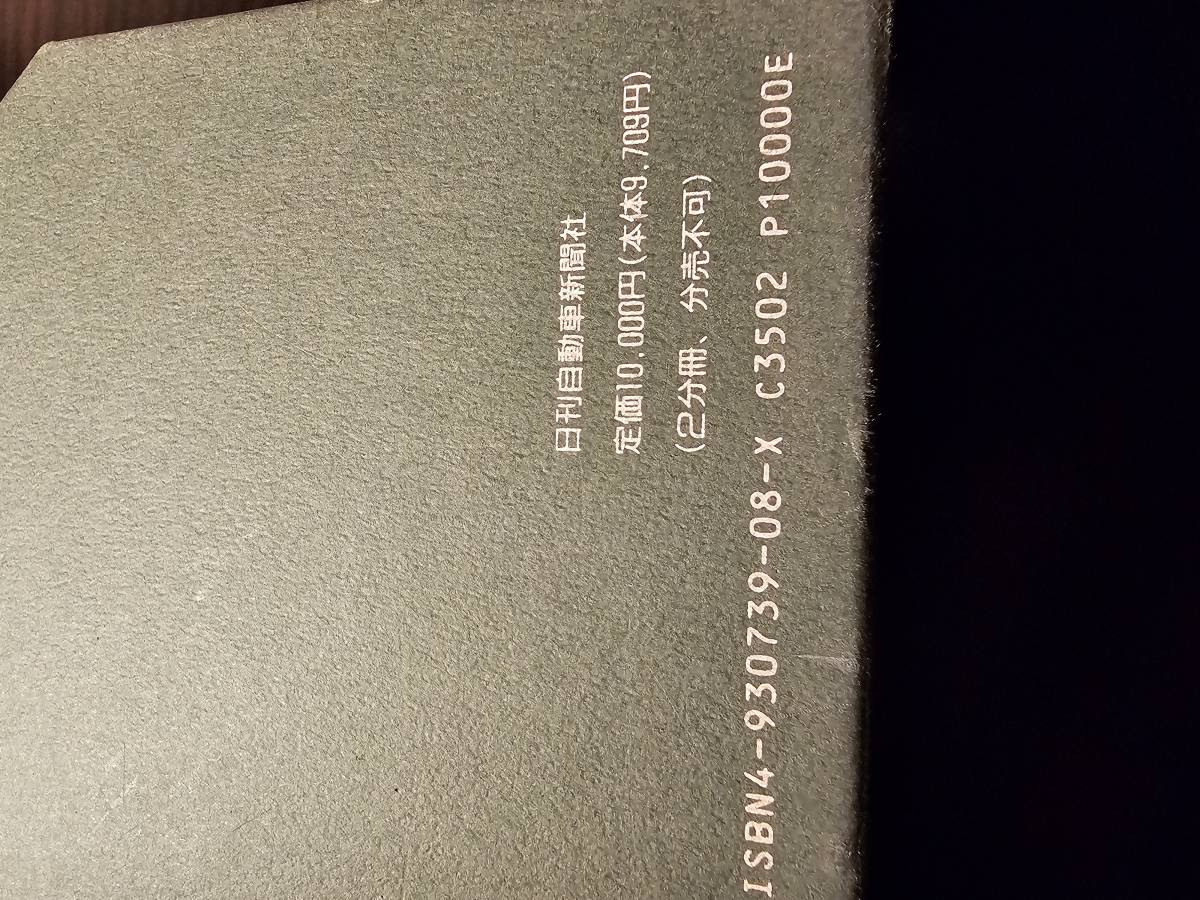 日刊自動車新聞社
定価10.000円(本体9.709円)
(2分冊、分売不可)
ISBN4-930739-08-X C3502 P10000E